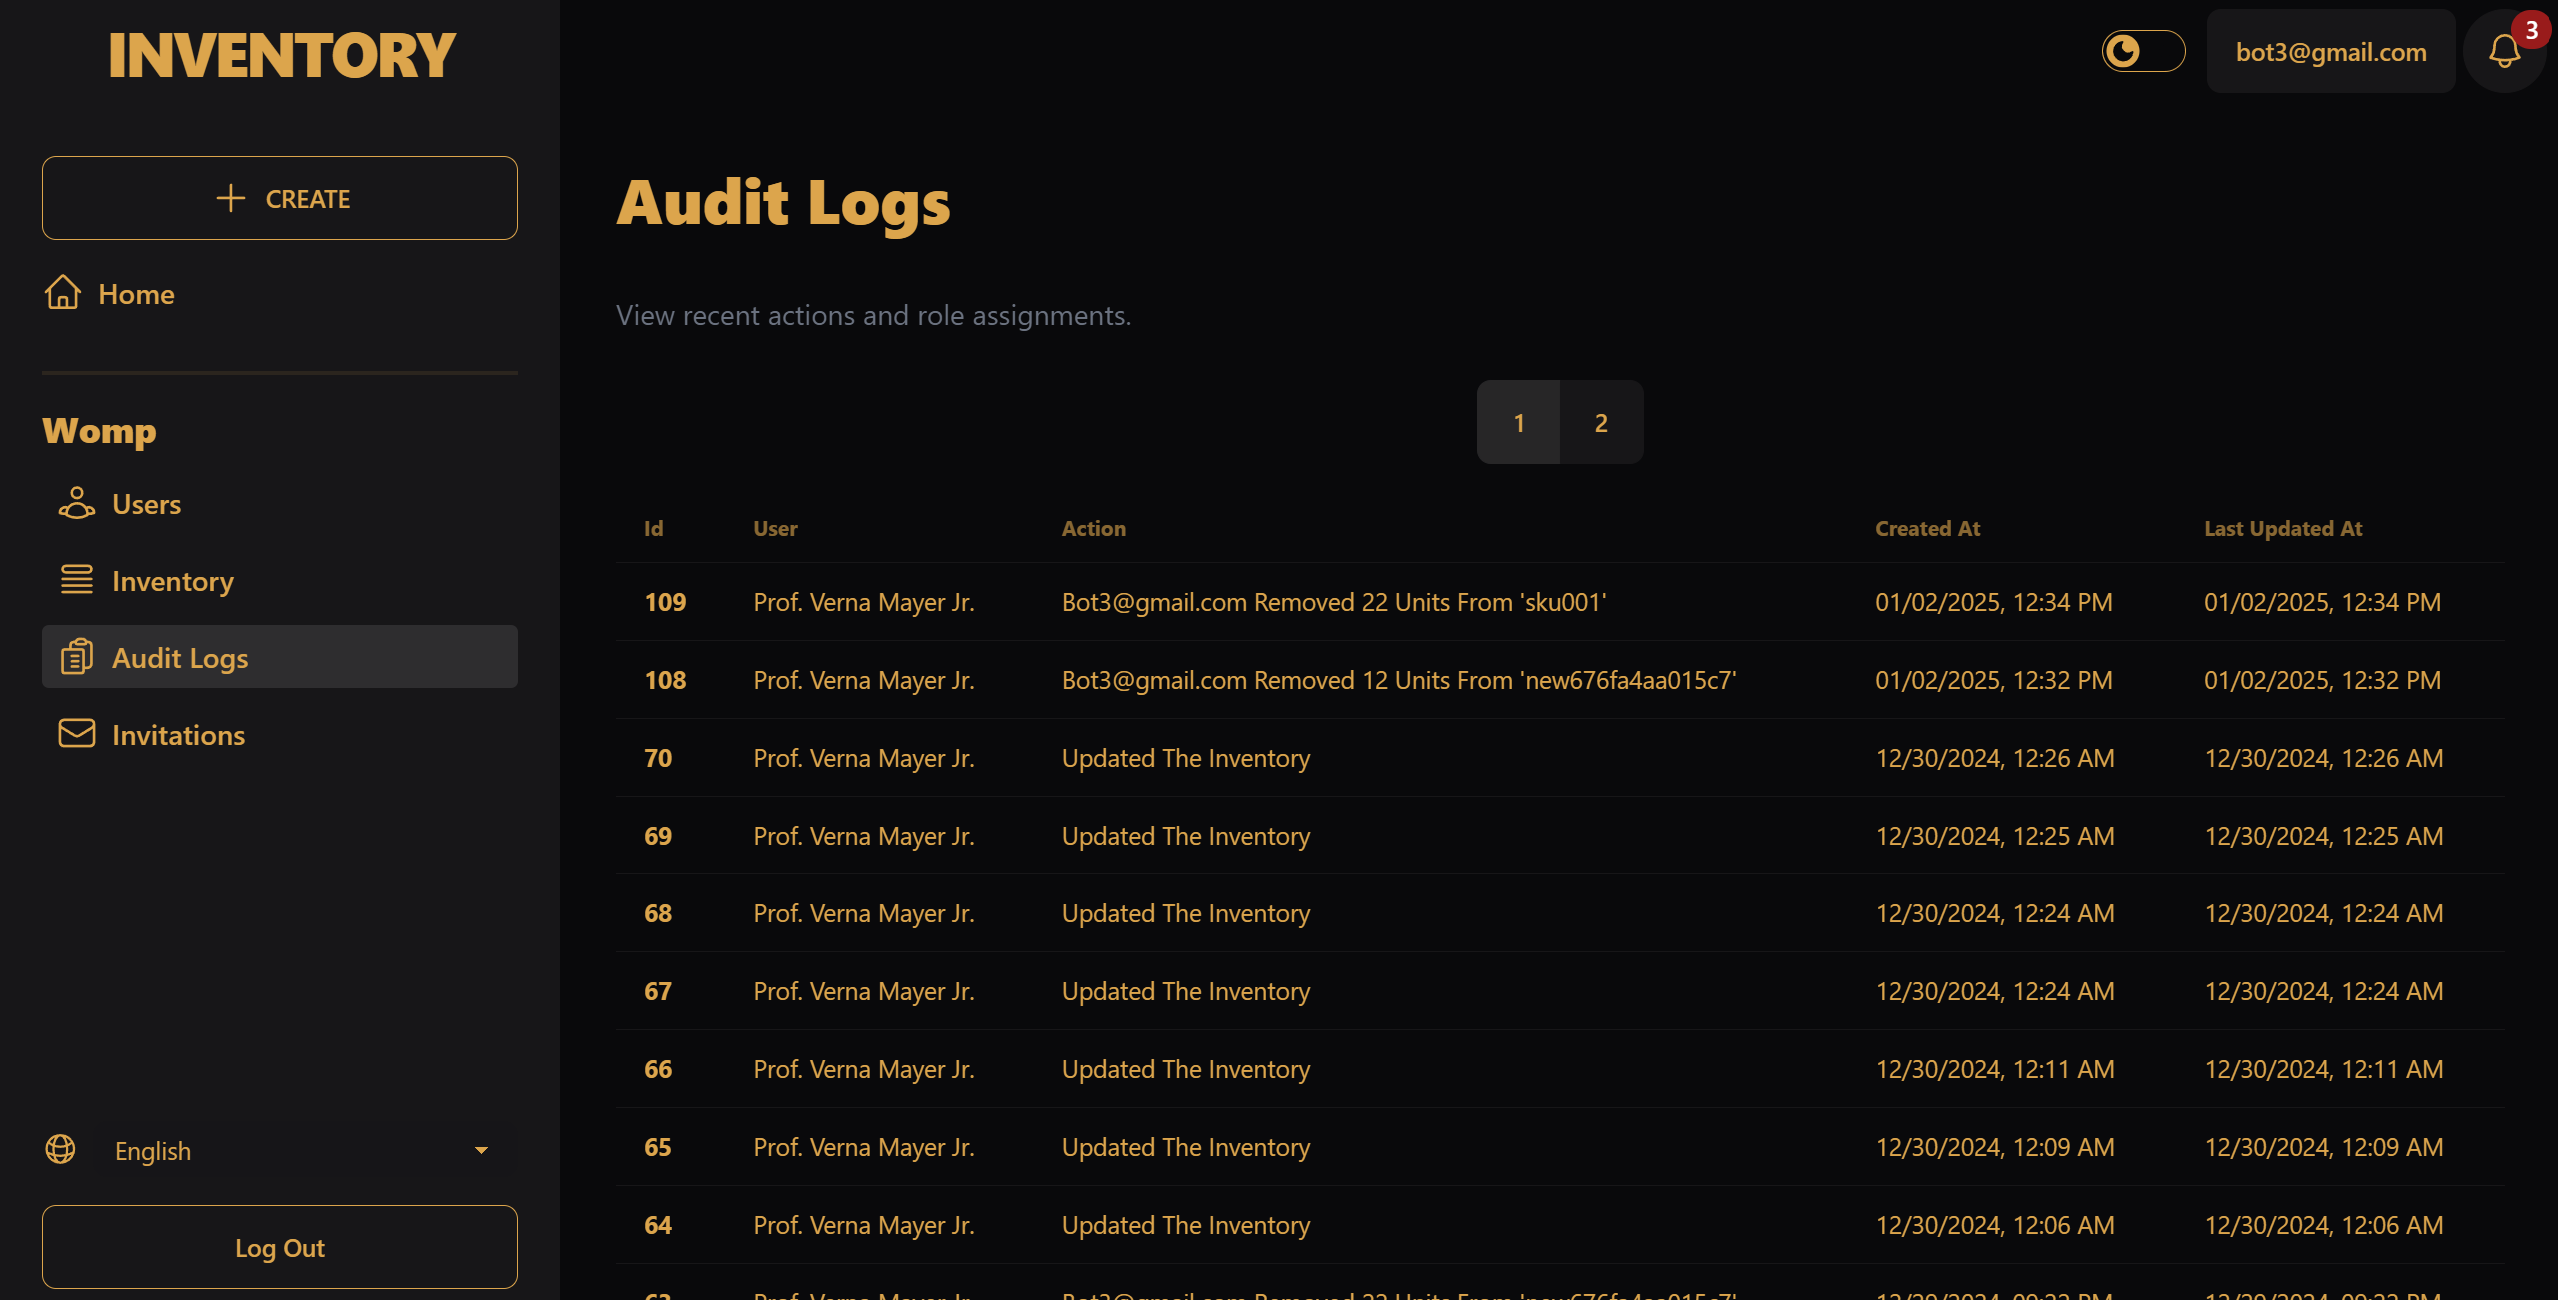 INVENTORY
bot3@gmail.com
3
CREATE
Home
Womp
Users
Inventory
Audit Logs
Invitations
English
Log Out
Audit Logs
View recent actions and role assignments.
1 2
Id User Action Created At Last Updated At
109 Prof. Verna Mayer Jr. Bot3@gmail.com Removed 22 Units From 'sku001' 01/02/2025, 12:34 PM 01/02/2025, 12:34 PM
108 Prof. Verna Mayer Jr. Bot3@gmail.com Removed 12 Units From 'new676fa4aa015c7' 01/02/2025, 12:32 PM 01/02/2025, 12:32 PM
70 Prof. Verna Mayer Jr. Updated The Inventory 12/30/2024, 12:26 AM 12/30/2024, 12:26 AM
69 Prof. Verna Mayer Jr. Updated The Inventory 12/30/2024, 12:25 AM 12/30/2024, 12:25 AM
68 Prof. Verna Mayer Jr. Updated The Inventory 12/30/2024, 12:24 AM 12/30/2024, 12:24 AM
67 Prof. Verna Mayer Jr. Updated The Inventory 12/30/2024, 12:24 AM 12/30/2024, 12:24 AM
66 Prof. Verna Mayer Jr. Updated The Inventory 12/30/2024, 12:11 AM 12/30/2024, 12:11 AM
65 Prof. Verna Mayer Jr. Updated The Inventory 12/30/2024, 12:09 AM 12/30/2024, 12:09 AM
64 Prof. Verna Mayer Jr. Updated The Inventory 12/30/2024, 12:06 AM 12/30/2024, 12:06 AM